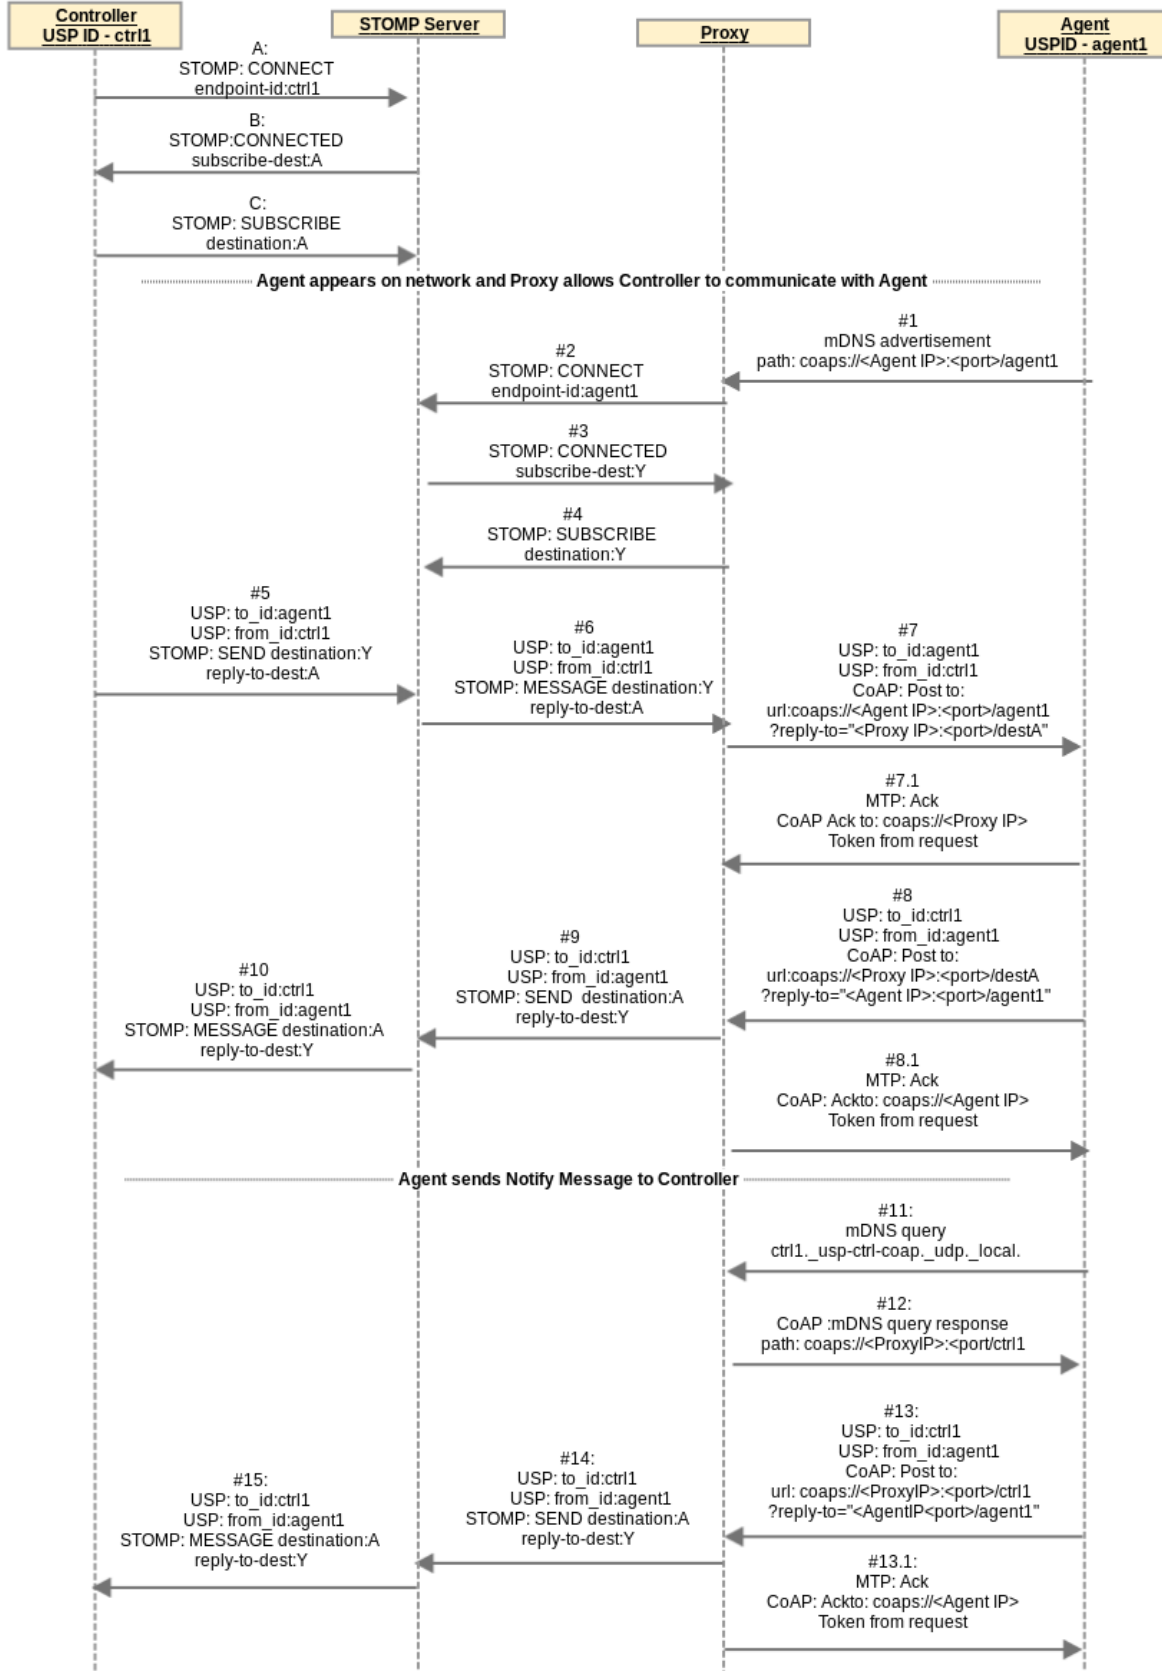 Controller
USP ID - ctrl1
STOMP Server
Proxy
Agent
USPID - agent1
A:
STOMP: CONNECT
endpoint-id:ctrl1
B:
STOMP:CONNECTED
subscribe-dest:A
C:
STOMP: SUBSCRIBE
destination:A
Agent appears on network and Proxy allows Controller to communicate with Agent
#1
mDNS advertisement
path: coaps://<Agent IP>:<port>/agent1
#2
STOMP: CONNECT
endpoint-id:agent1
#3
STOMP: CONNECTED
subscribe-dest:Y
#4
STOMP: SUBSCRIBE
destination:Y
#5
USP: to_id:agent1
USP: from_id:ctrl1
STOMP: SEND destination:Y
reply-to-dest:A
#6
USP: to_id:agent1
USP: from_id:ctrl1
STOMP: MESSAGE destination:Y
reply-to-dest:A
#7
USP: to_id:agent1
USP: from_id:ctrl1
CoAP: Post to:
url:coaps://<Agent IP>:<port>/agent1
?reply-to="<Proxy IP>:<port>/destA"
#7.1
MTP: Ack
CoAP Ack to: coaps://<Proxy IP>
Token from request
#8
USP: to_id:ctrl1
USP: from_id:agent1
CoAP: Post to:
url:coaps://<Proxy IP>:<port>/destA
?reply-to="<Agent IP>:<port>/agent1"
#9
USP: to_id:ctrl1
USP: from_id:agent1
STOMP: SEND  destination:A
reply-to-dest:Y
#10
USP: to_id:ctrl1
USP: from_id:agent1
STOMP: MESSAGE destination:A
reply-to-dest:Y
#8.1
MTP: Ack
CoAP: Ackto: coaps://<Agent IP>
Token from request
Agent sends Notify Message to Controller
#11:
mDNS query
ctrl1._usp-ctrl-coap._udp._local.
#12:
CoAP :mDNS query response
path: coaps://<ProxyIP>:<port/ctrl1
#13:
USP: to_id:ctrl1
USP: from_id:agent1
CoAP: Post to:
url: coaps://<ProxyIP>:<port>/ctrl1
?reply-to="<AgentIP<port>/agent1"
#14:
USP: to_id:ctrl1
USP: from_id:agent1
STOMP: SEND destination:A
reply-to-dest:Y
#15:
USP: to_id:ctrl1
USP: from_id:agent1
STOMP: MESSAGE destination:A
reply-to-dest:Y
#13.1:
MTP: Ack
CoAP: Ackto: coaps://<Agent IP>
Token from request